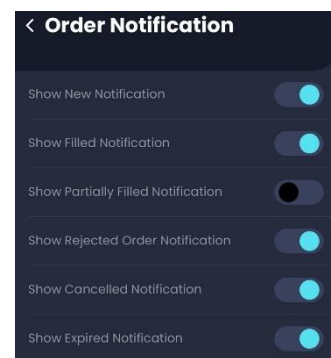 < Order Notification
Show New Notification
Show Filled Notification
Show Partially Filled Notification
Show Rejected Order Notification
Show Cancelled Notification
Show Expired Notification